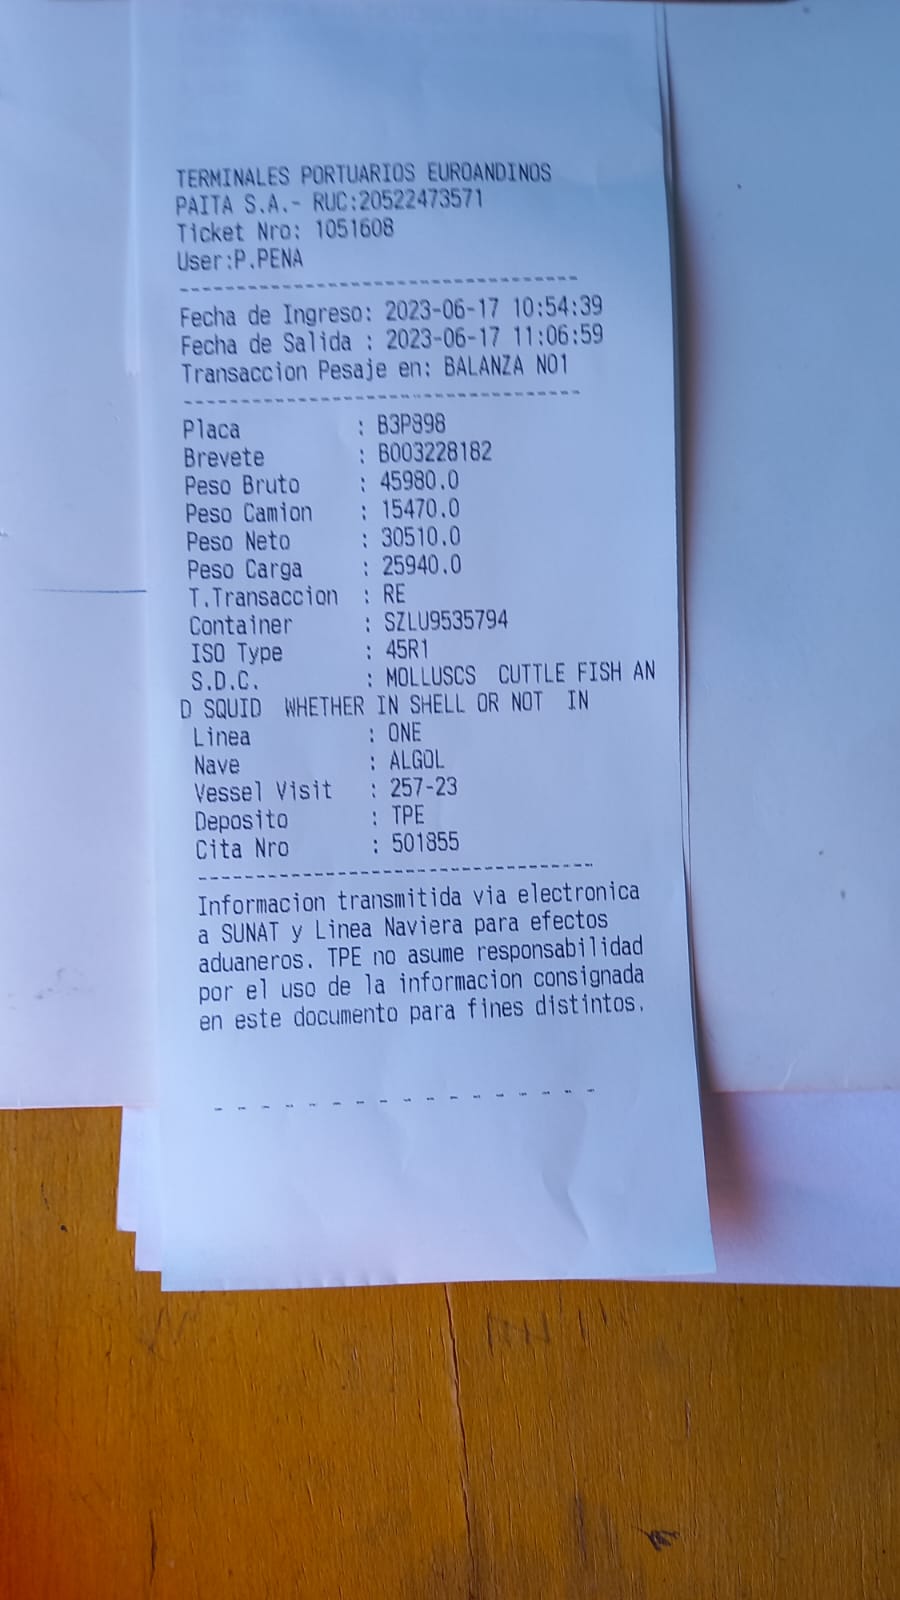 TERMINALES PORTUARIOS EUROANDINOS
PAITA S.A.- RUC:20522473571
Ticket Nro: 1051608
User:P.PENA
----------------------------------
Fecha de Ingreso: 2023-06-17 10:54:39
Fecha de Salida : 2023-06-17 11:06:59
Transaccion Pesaje en: BALANZA NO1
----------------------------------
Placa : B3P898
Brevete : B003228182
Peso Bruto : 45980.0
Peso Camion : 15470.0
Peso Neto : 30510.0
Peso Carga : 25940.0
T.Transaccion : RE
Container : SZLU9535794
ISO Type : 45R1
S.D.C. : MOLLUSCS CUTTLE FISH AN
D SQUID WHETHER IN SHELL OR NOT IN
Linea : ONE
Nave : ALGOL
Vessel Visit : 257-23
Deposito : TPE
Cita Nro : 501855
----------------------------------
Informacion transmitida via electronica
a SUNAT y Linea Naviera para efectos
aduaneros. TPE no asume responsabilidad
por el uso de la informacion consignada
en este documento para fines distintos.
- - - - - - - - - - - - - - - - -